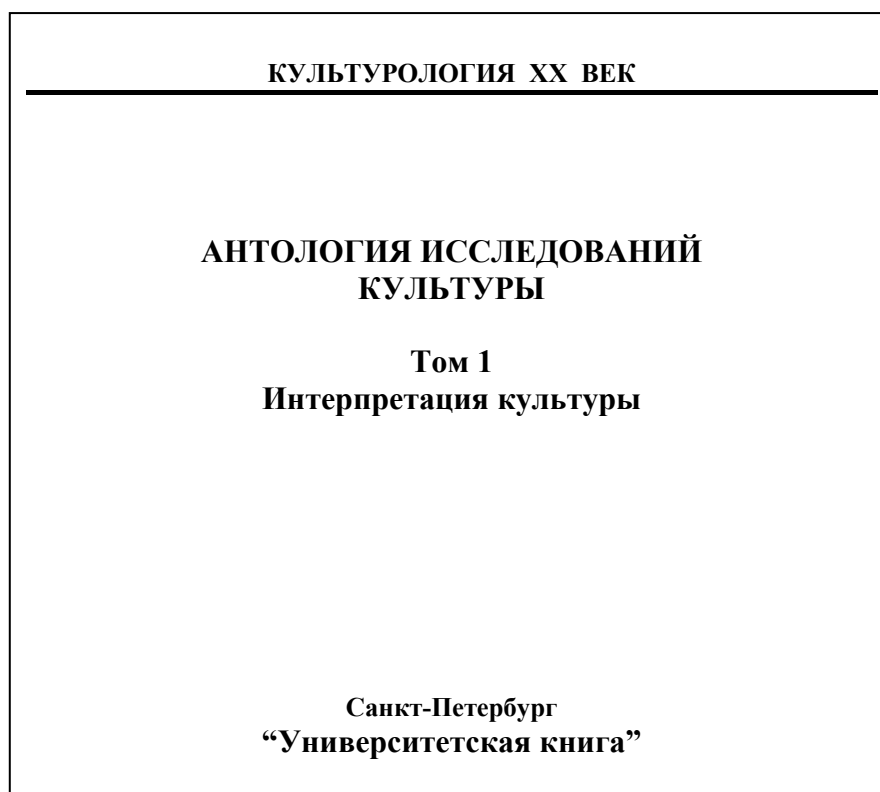 КУЛЬТУРОЛОГИЯ XX ВЕК
АНТОЛОГИЯ ИССЛЕДОВАНИЙ
КУЛЬТУРЫ
Том 1
Интерпретация культуры
Санкт-Петербург
“Университетская книга”